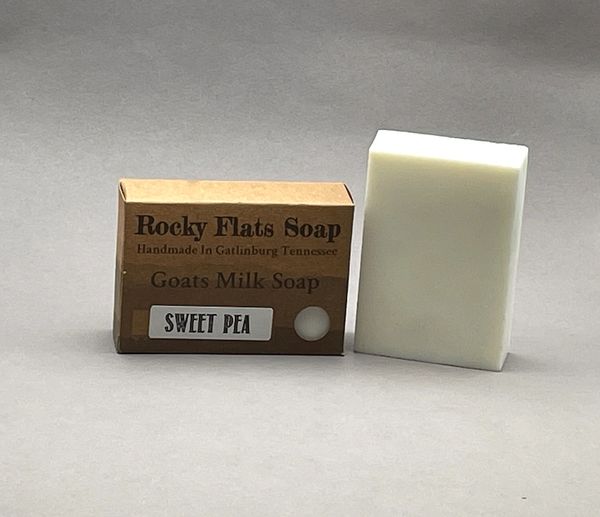 Rocky Flats Soap
Handmade In Gatlinburg Tennessee
Goats Milk Soap
SWEET PEA